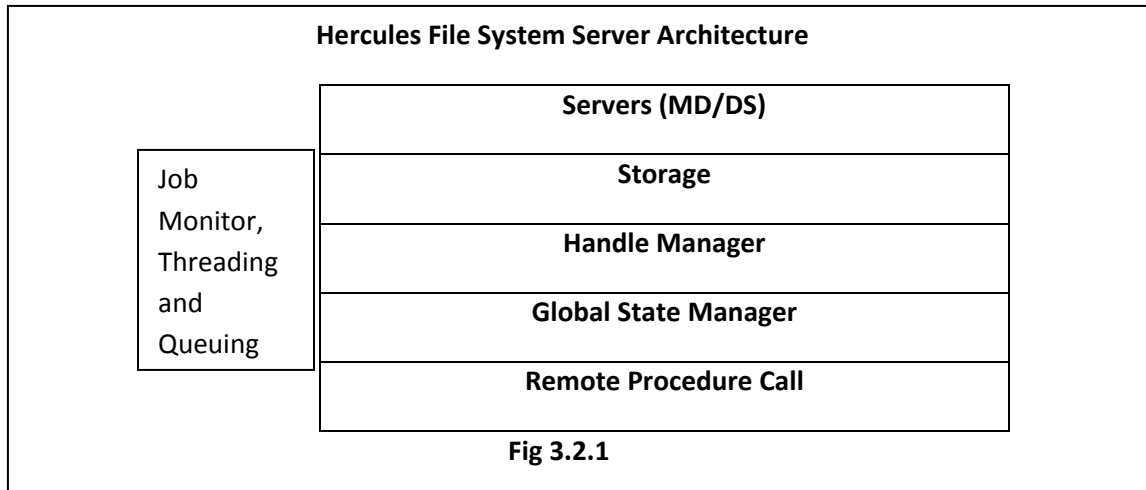 Hercules File System Server Architecture
Servers (MD/DS)
Storage
Handle Manager
Global State Manager
Remote Procedure Call
Job
Monitor,
Threading
and
Queuing
Fig 3.2.1